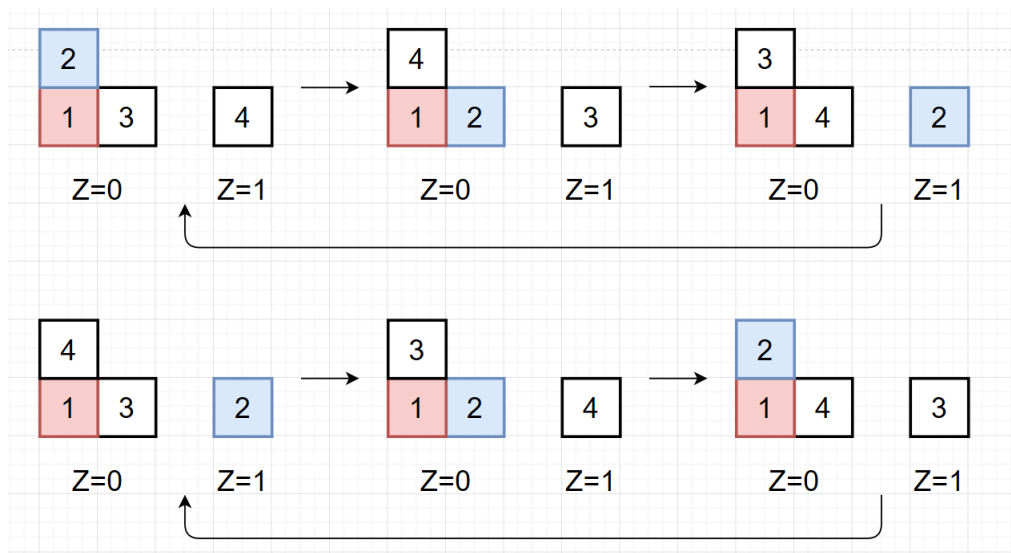 2 4 3
1 3 4 1 2 3 1 4 2
Z=0 Z=1 Z=0 Z=1 Z=0 Z=1
4 3 2
1 3 2 1 2 4 1 4 3
Z=0 Z=1 Z=0 Z=1 Z=0 Z=1